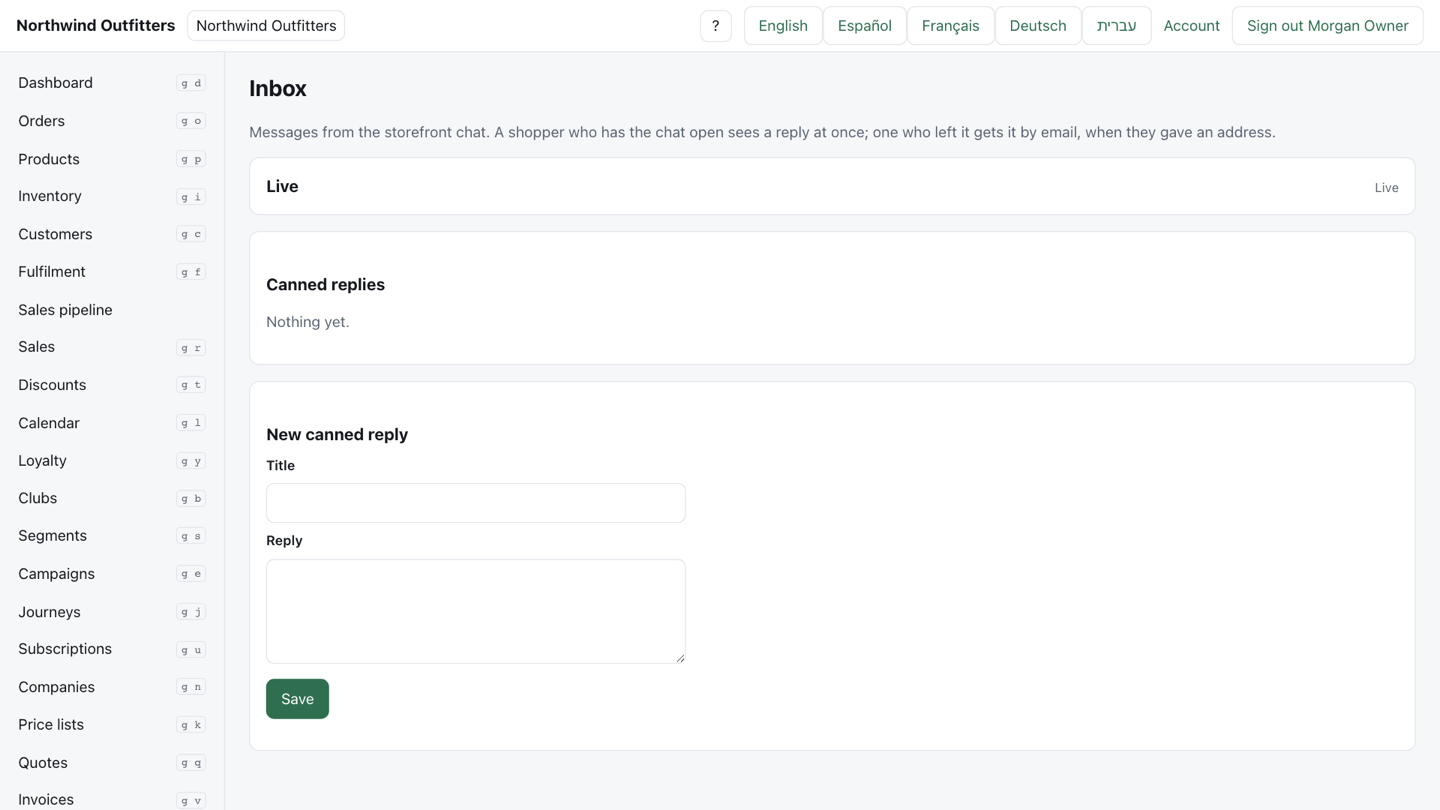 Northwind Outfitters
Northwind Outfitters
?
English
Español
Français
Deutsch
עברית
Account
Sign out Morgan Owner
Dashboard g d
Orders g o
Products g p
Inventory g i
Customers g c
Fulfilment g f
Sales pipeline
Sales g r
Discounts g t
Calendar g l
Loyalty g y
Clubs g b
Segments g s
Campaigns g e
Journeys g j
Subscriptions g u
Companies g n
Price lists g k
Quotes g q
Invoices g v
Inbox
Messages from the storefront chat. A shopper who has the chat open sees a reply at once; one who left it gets it by email, when they gave an address.
Live
Live
Canned replies
Nothing yet.
New canned reply
Title
Reply
Save